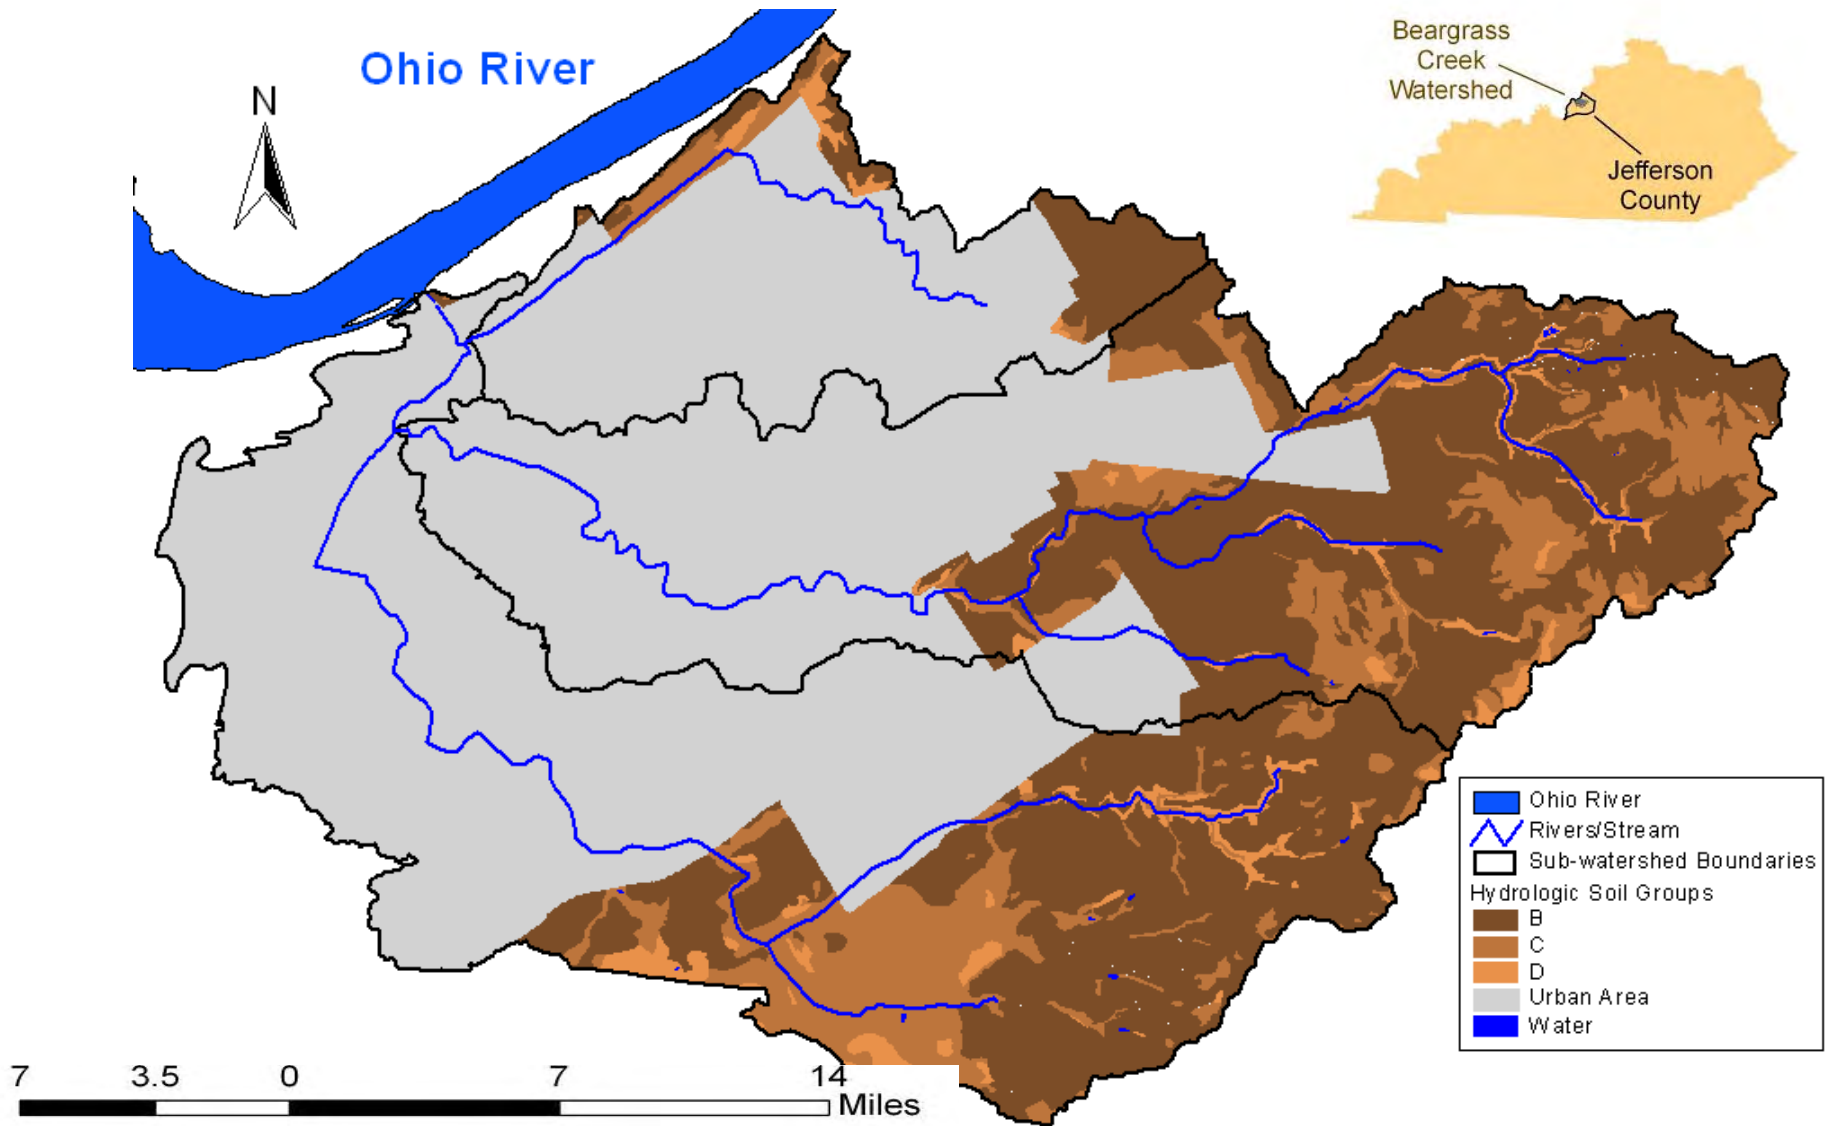 Ohio River
N
Beargrass
Creek
Watershed
Jefferson
County
Ohio River
Rivers/Stream
Sub-watershed Boundaries
Hydrologic Soil Groups
B
C
D
Urban Area
Water
7 3.5 0 7 14
Miles